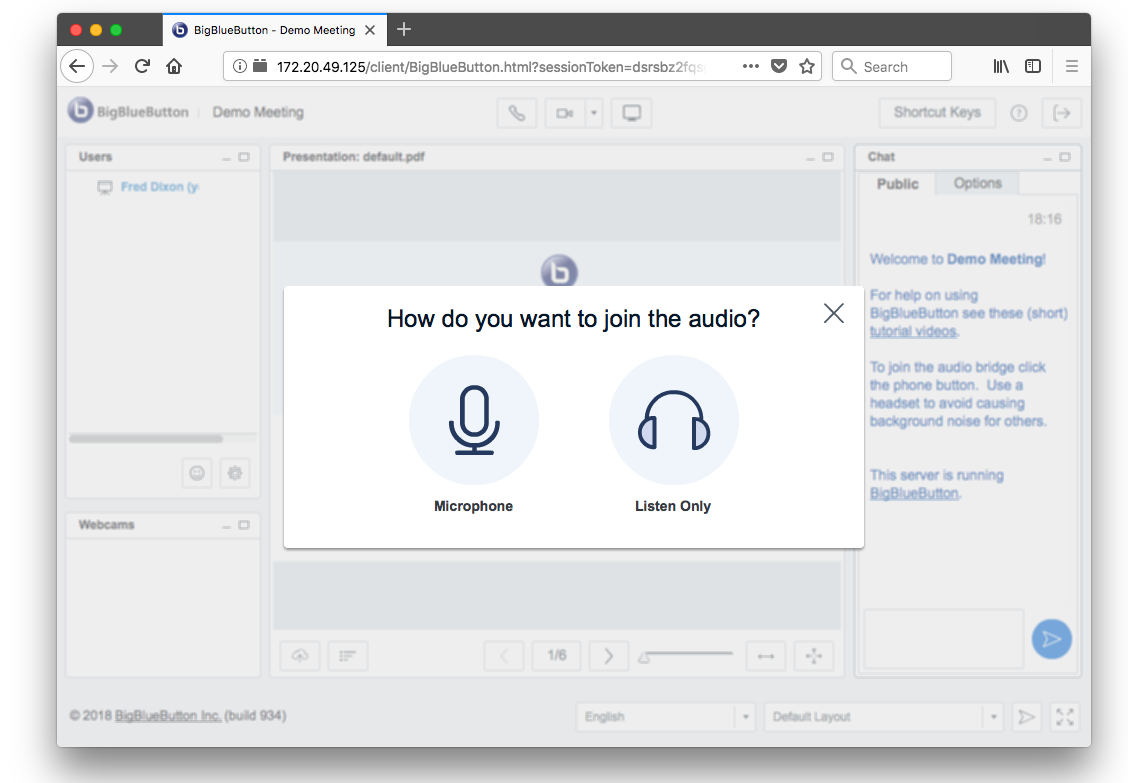 BigBlueButton - Demo Meeting
172.20.49.125/client/BigBlueButton.html?sessionToken=dsrsbz2fqs
Search
BigBlueButton
Demo Meeting
Shortcut Keys
Users
Fred Dixon (y
Presentation: default.pdf
Chat
Public
Options
18:16
Welcome to Demo Meeting!
For help on using
BigBlueButton see these (short)
tutorial videos.
To join the audio bridge click
the phone button. Use a
headset to avoid causing
background noise for others.
This server is running
BigBlueButton.
How do you want to join the audio?
Microphone
Listen Only
Webcams
1/6
© 2018 BigBlueButton Inc. (build 934)
English
Default Layout